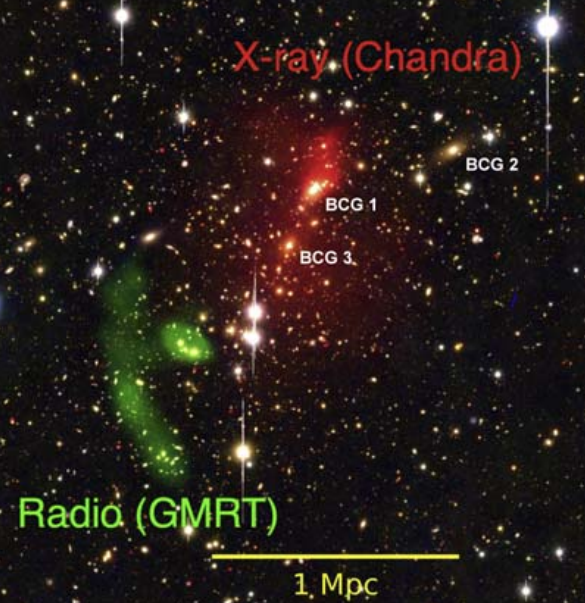 X-ray (Chandra)
BCG 2
BCG 1
BCG 3
Radio (GMRT)
1 Mpc